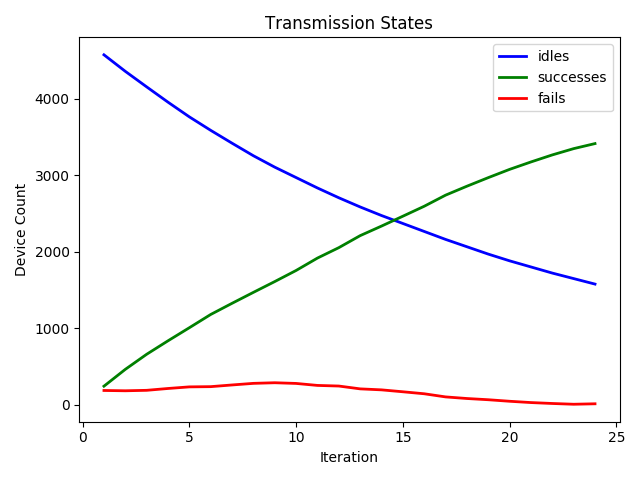 Transmission States
idles
successes
fails
Device Count
4000
3000
2000
1000
0
0 5 10 15 20 25
Iteration